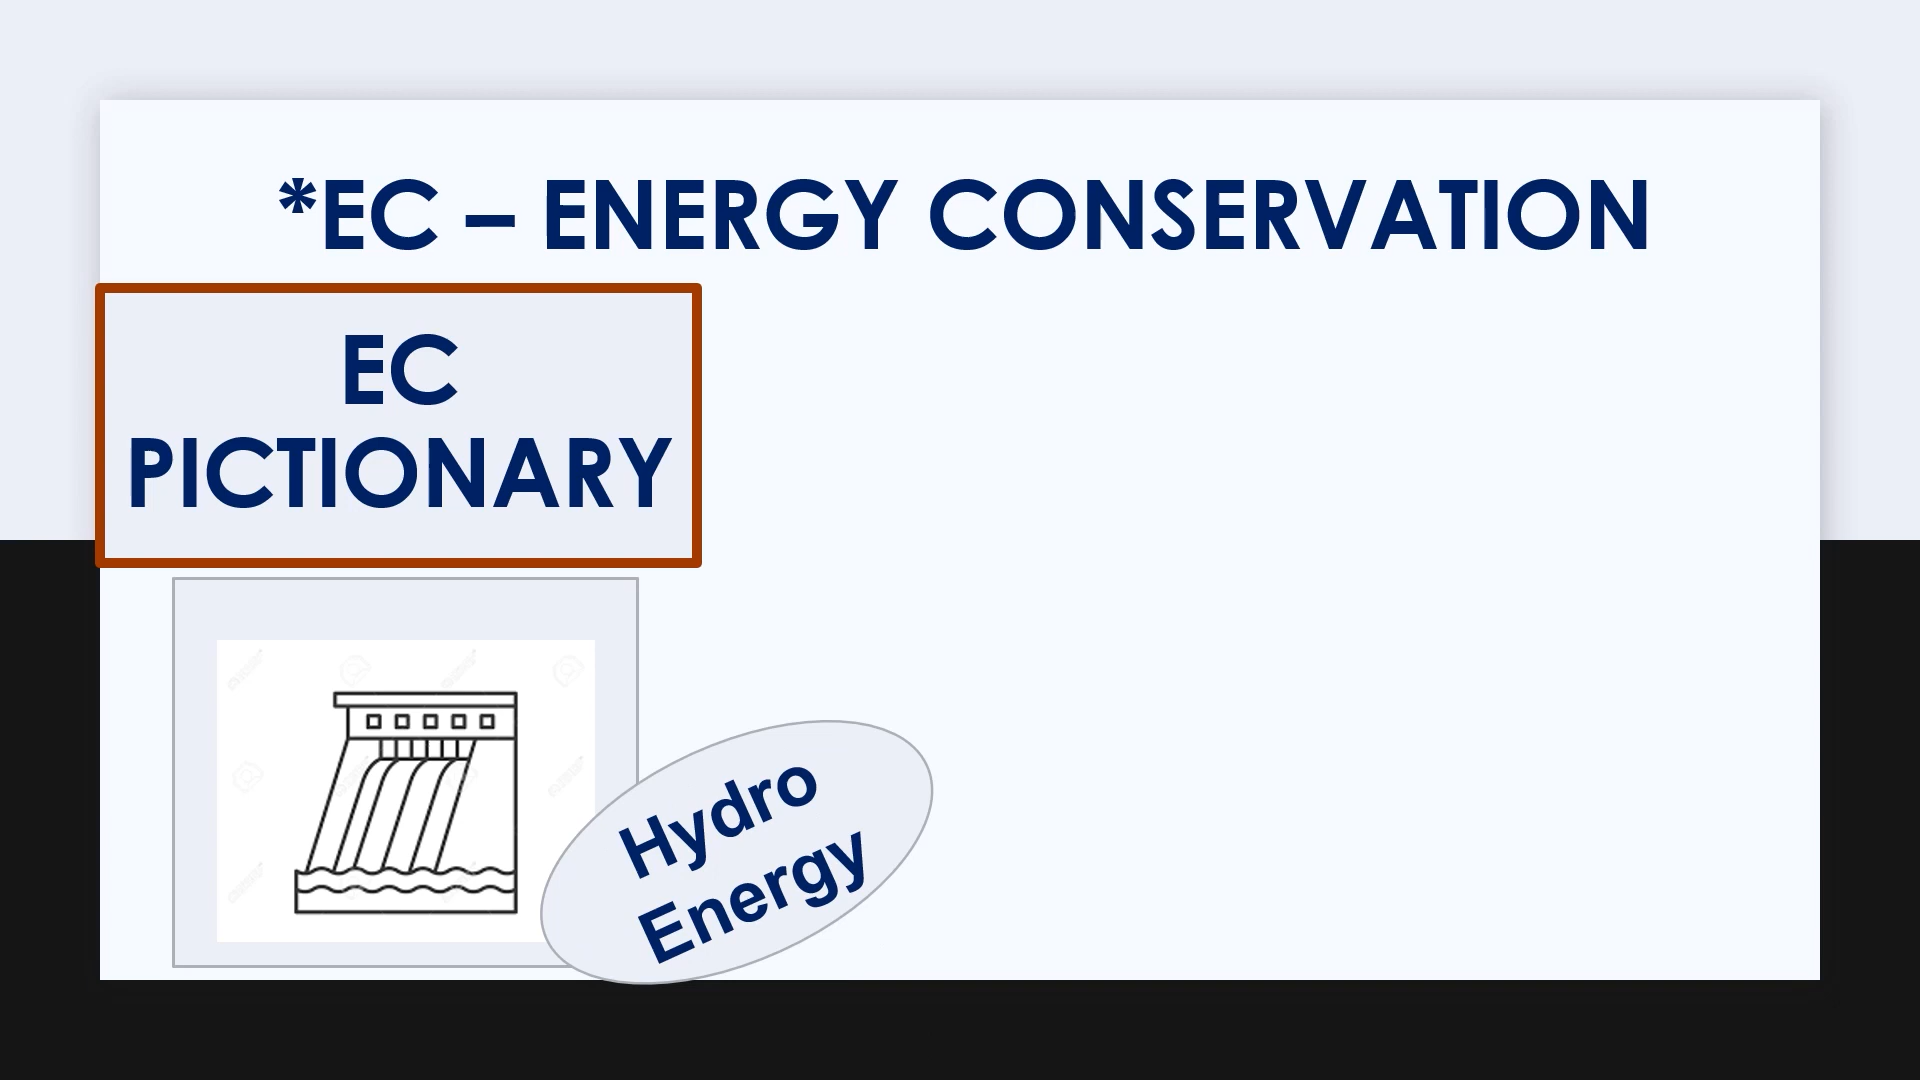 *EC – ENERGY CONSERVATION
EC
PICTIONARY
Hydro
Energy